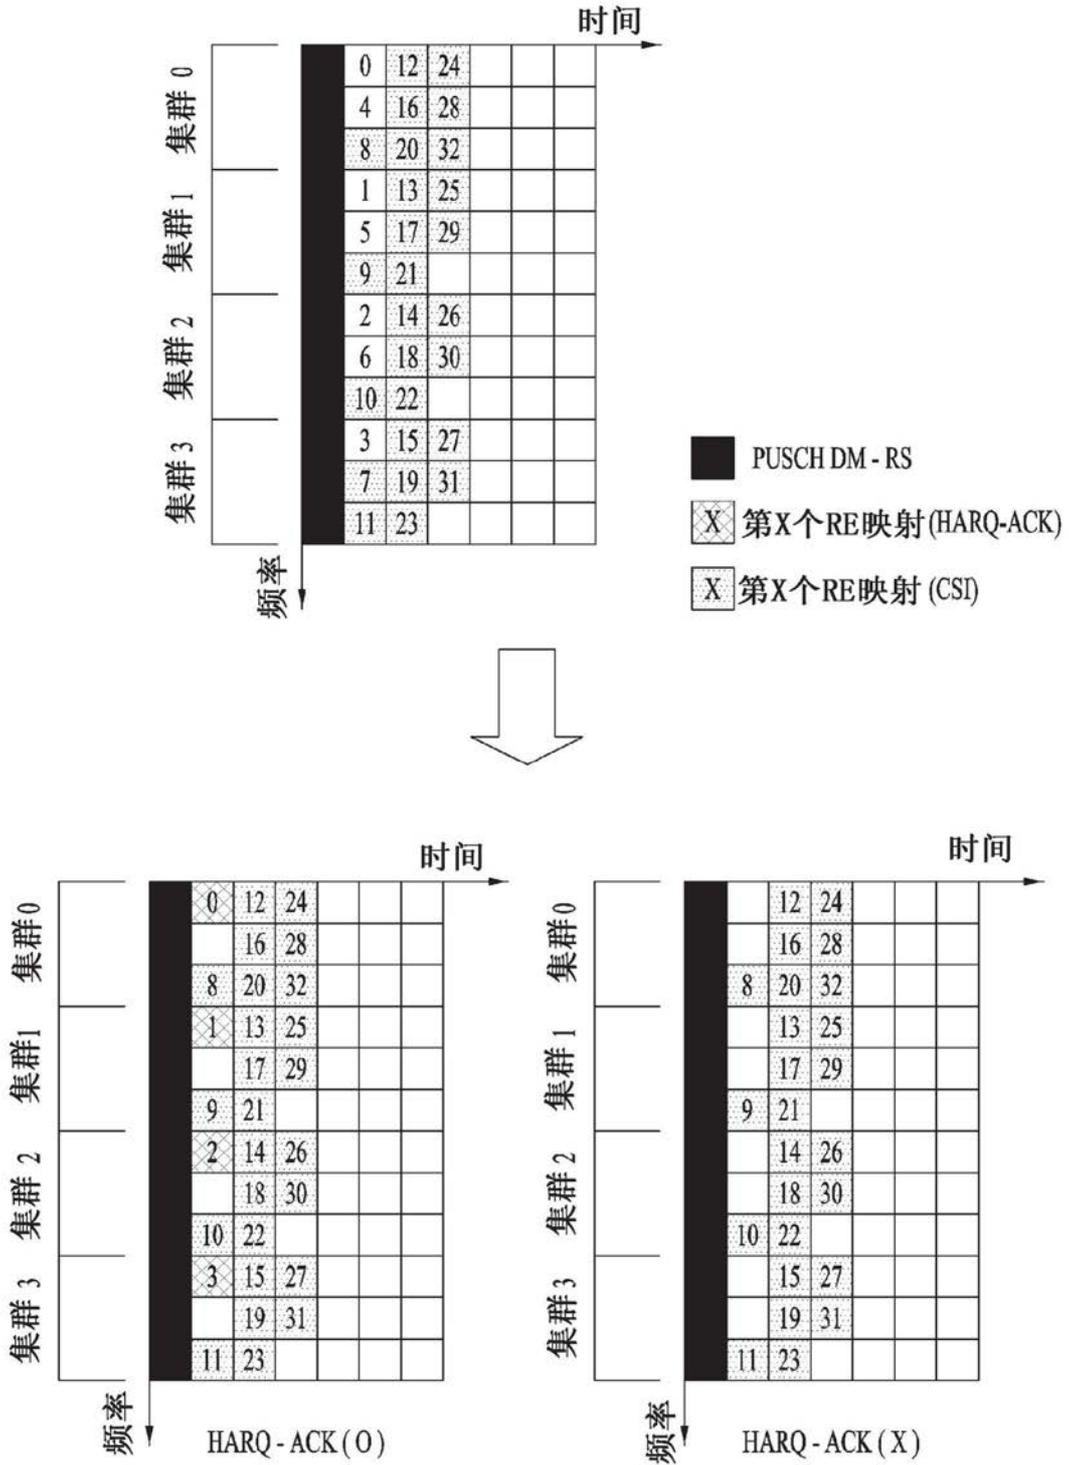 时间
集群 0
集群 1
集群 2
集群 3
0 12 24
4 16 28
8 20 32
1 13 25
5 17 29
9 21
2 14 26
6 18 30
10 22
3 15 27
7 19 31
11 23
频率
PUSCH DM - RS
X 第X个RE映射(HARQ-ACK)
X 第X个RE映射(CSI)
时间
集群0
集群1
集群 2
集群 3
0 12 24
16 28
8 20 32
1 13 25
17 29
9 21
2 14 26
18 30
10 22
3 15 27
19 31
11 23
频率
HARQ - ACK ( O )
时间
集群0
集群 1
集群 2
集群 3
12 24
16 28
8 20 32
13 25
17 29
9 21
14 26
18 30
10 22
15 27
19 31
11 23
频率
HARQ - ACK ( X )